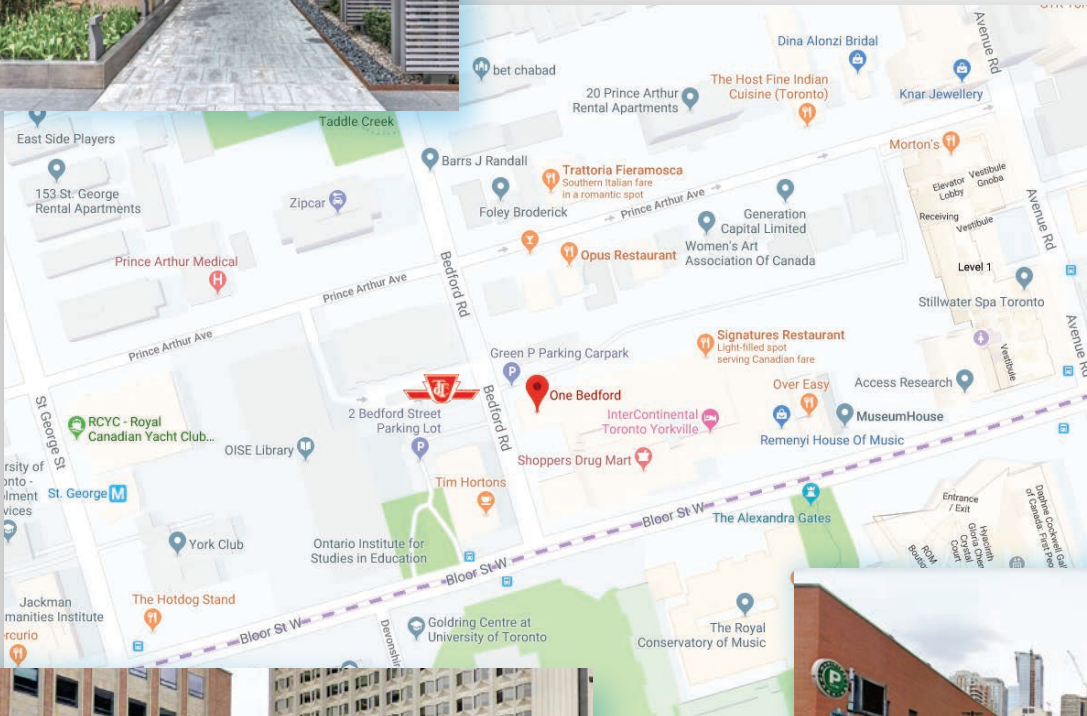 Avenue Rd
Dina Alonzi Bridal
bet chabad
The Host Fine Indian
Cuisine (Toronto)
20 Prince Arthur
Rental Apartments
Knar Jewellery
Taddle Creek
East Side Players
Morton's
Barrs J Randall
Trattoria Fieramosca
Southern Italian fare
in a romantic spot
153 St. George
Rental Apartments
Zipcar
Foley Broderick
Prince Arthur Ave
Elevator
Lobby
Vestibule
Gnoba
Receiving
Vestibule
Avenue Rd
Generation
Capital Limited
Women's Art
Association Of Canada
Opus Restaurant
Prince Arthur Medical
Bedford Rd
Level 1
Prince Arthur Ave
Stillwater Spa Toronto
Prince Arthur Ave
Signatures Restaurant
Light-filled spot
serving Canadian fare
Vestibule
Avenue Rd
Green P Parking Carpark
P
TTC
One Bedford
Over Easy
Access Research
Bedford Rd
2 Bedford Street
Parking Lot
P
InterContinental
Toronto Yorkville
MuseumHouse
Remenyi House Of Music
St George St
RCYC - Royal
Canadian Yacht Club...
OISE Library
Shoppers Drug Mart
St. George
M
Tim Hortons
Bloor St W
The Alexandra Gates
Entrance
/ Exit
York Club
Ontario Institute for
Studies in Education
Bloor St W
Jackman
The Hotdog Stand
Bloor St W
Goldring Centre at
University of Toronto
The Royal
Conservatory of Music
H
P